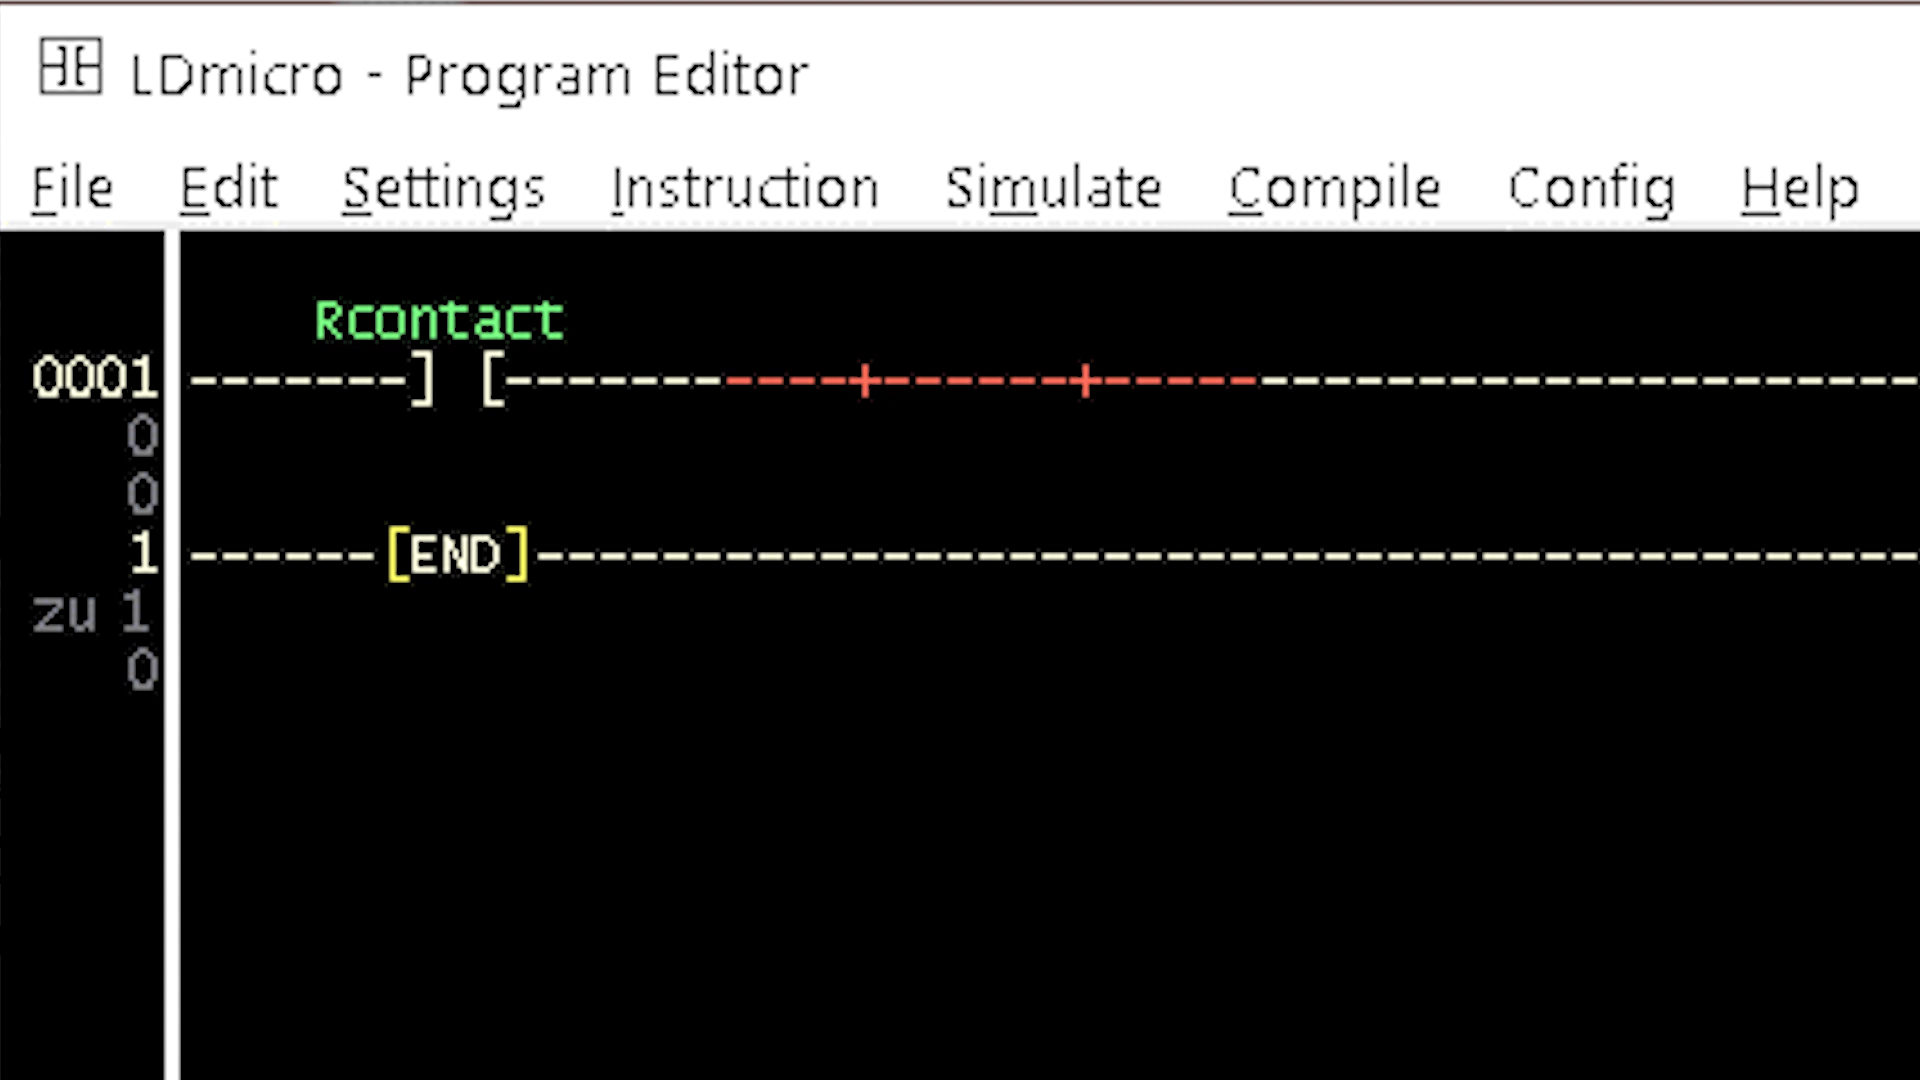 LDmicro - Program Editor
File Edit Settings Instruction Simulate Compile Config Help
Rcontact
0001 -------] [-------------+-------+---------------------------
0
0
1 ------[END]---------------------------------------------
zu 1
0